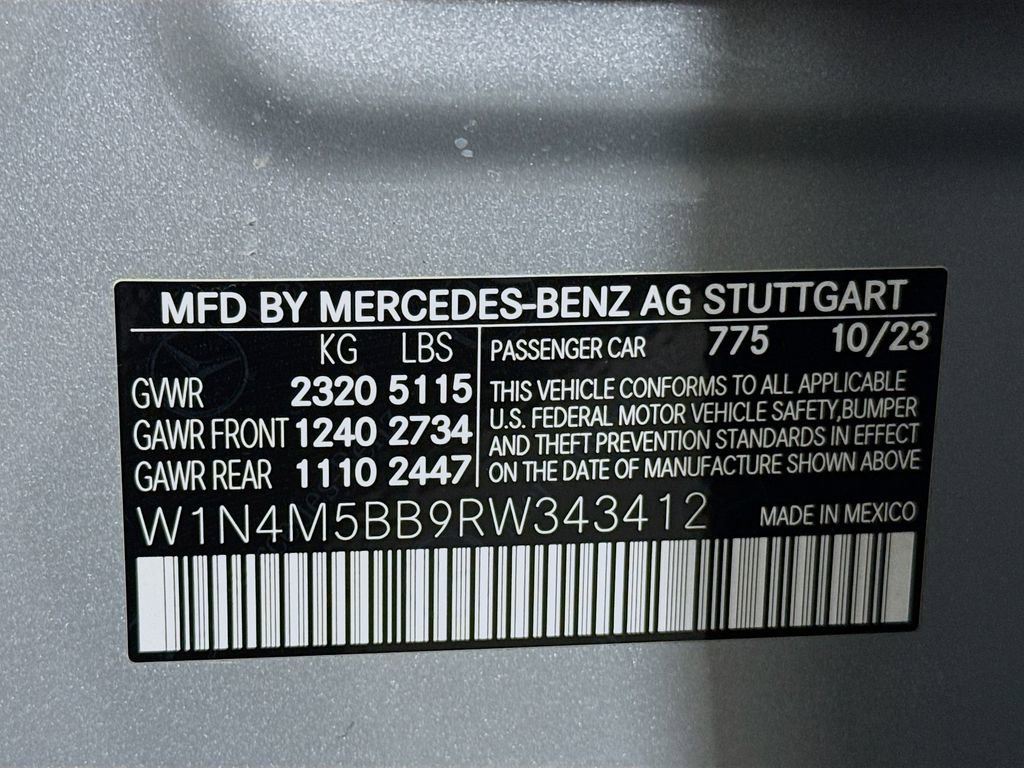 MFD BY MERCEDES-BENZ AG STUTTGART
KG LBS
GVWR 2320 5115
GAWR FRONT 1240 2734
GAWR REAR 1110 2447
PASSENGER CAR 775 10/23
THIS VEHICLE CONFORMS TO ALL APPLICABLE
U.S. FEDERAL MOTOR VEHICLE SAFETY,BUMPER
AND THEFT PREVENTION STANDARDS IN EFFECT
ON THE DATE OF MANUFACTURE SHOWN ABOVE
W1N4M5BB9RW343412 MADE IN MEXICO